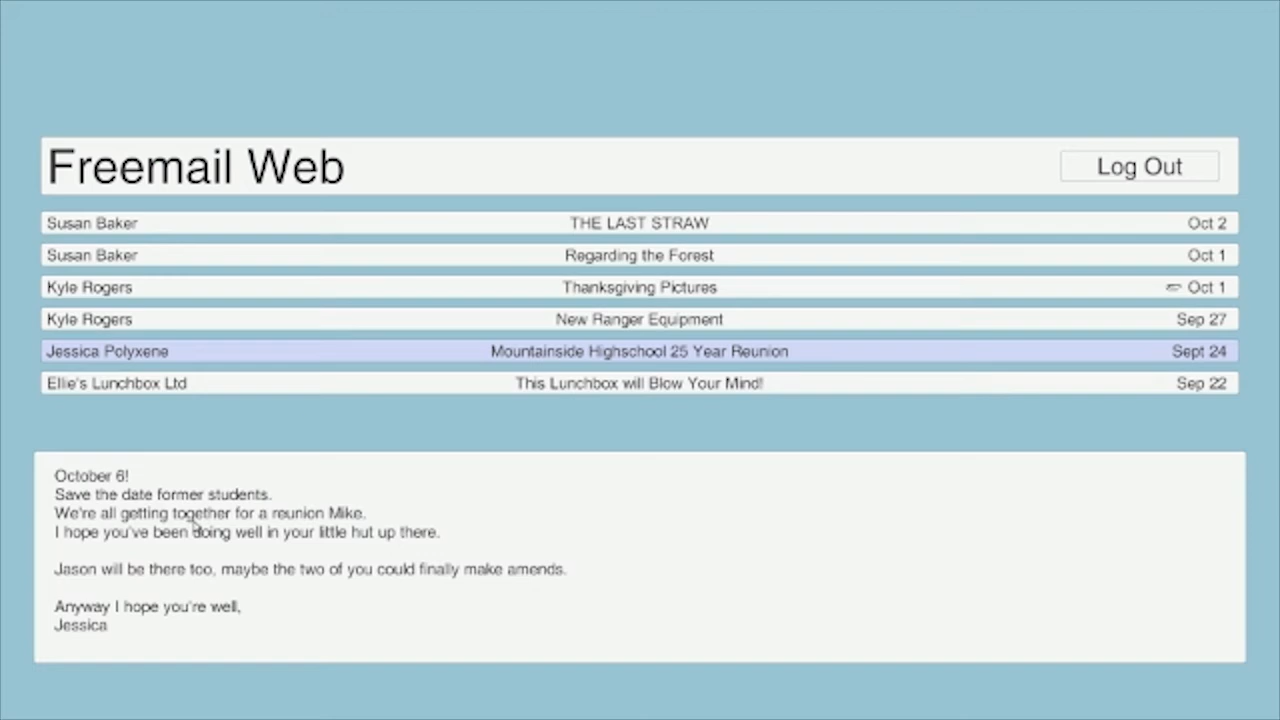 Freemail Web
Log Out
Susan Baker THE LAST STRAW Oct 2
Susan Baker Regarding the Forest Oct 1
Kyle Rogers Thanksgiving Pictures Oct 1
Kyle Rogers New Ranger Equipment Sep 27
Jessica Polyxene Mountainside Highschool 25 Year Reunion Sept 24
Ellie's Lunchbox Ltd This Lunchbox will Blow Your Mind! Sep 22
October 6!
Save the date former students.
We're all getting together for a reunion Mike.
I hope you've been doing well in your little hut up there.
Jason will be there too, maybe the two of you could finally make amends.
Anyway I hope you're well,
Jessica